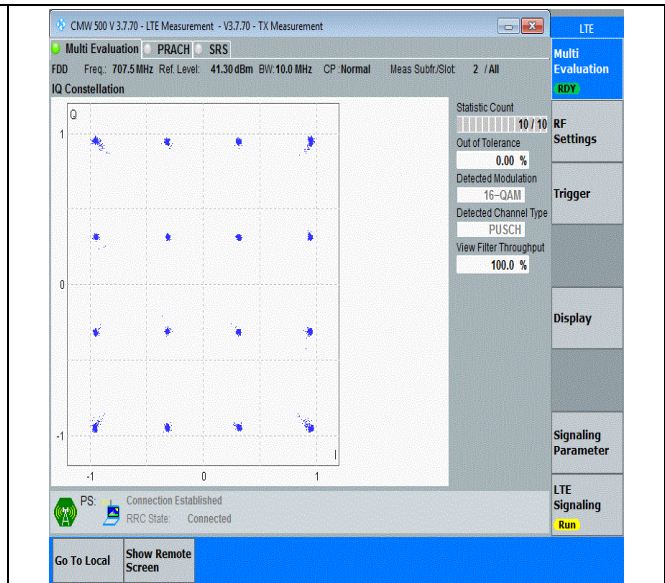 CMW 500 V 3.7.70 - LTE Measurement - V3.7.70 - TX Measurement
LTE
Multi Evaluation PRACH SRS
Multi
Evaluation
RDY
FDD Freq.: 707.5 MHz Ref. Level: 41.30 dBm BW: 10.0 MHz CP :Normal Meas Subfr./Slot: 2 / All
IQ Constellation
Statistic Count
10 / 10
Out of Tolerance
0.00 %
Detected Modulation
16-QAM
Detected Channel Type
PUSCH
View Filter Throughput
100.0 %
RF
Settings
Trigger
Display
Signaling
Parameter
LTE
Signaling
Run
Q
1
0
-1
I
-1 0 1
PS: Connection Established
RRC State: Connected
Go To Local
Show Remote
Screen